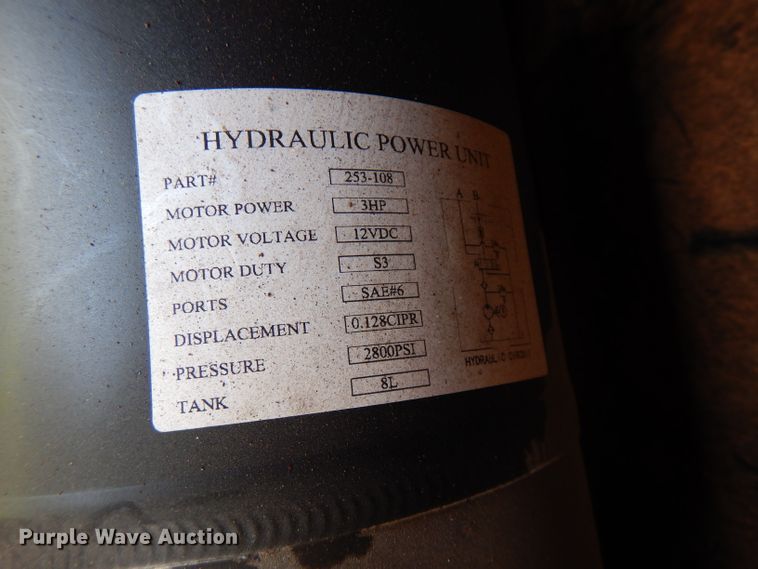 HYDRAULIC POWER UNIT
PART# 253-108
MOTOR POWER 3HP
MOTOR VOLTAGE 12VDC
MOTOR DUTY S3
PORTS SAE#6
DISPLACEMENT 0.128CIPR
PRESSURE 2800PSI
TANK 8L
A B
HYDRAULIC
Purple Wave Auction